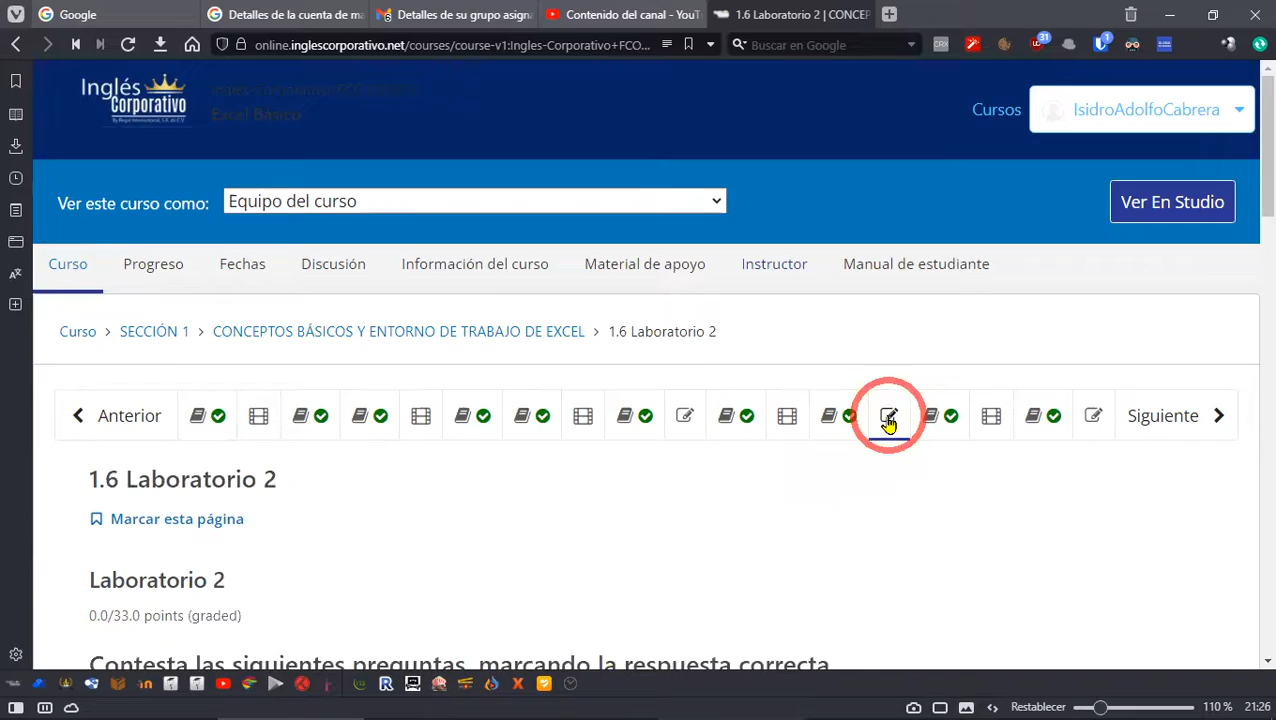 Google
Detalles de la cuenta de ma
Detalles de su grupo asigna
Contenido del canal - YouT
1.6 Laboratorio 2 | CONCEP
online.inglescorporativo.net/courses/course-v1:Ingles-Corporativo+FCO...
Buscar en Google
31
1
Inglés
Corporativo
Excel Básico
Cursos
IsidroAdolfoCabrera
Ver este curso como:
Equipo del curso
Ver En Studio
Curso
Progreso
Fechas
Discusión
Información del curso
Material de apoyo
Instructor
Manual de estudiante
Curso > SECCIÓN 1 > CONCEPTOS BÁSICOS Y ENTORNO DE TRABAJO DE EXCEL > 1.6 Laboratorio 2
Anterior
Siguiente
1.6 Laboratorio 2
Marcar esta página
Laboratorio 2
0.0/33.0 points (graded)
Contesta las siguientes preguntas, marcando la respuesta correcta
Restablecer
110 %
21:26